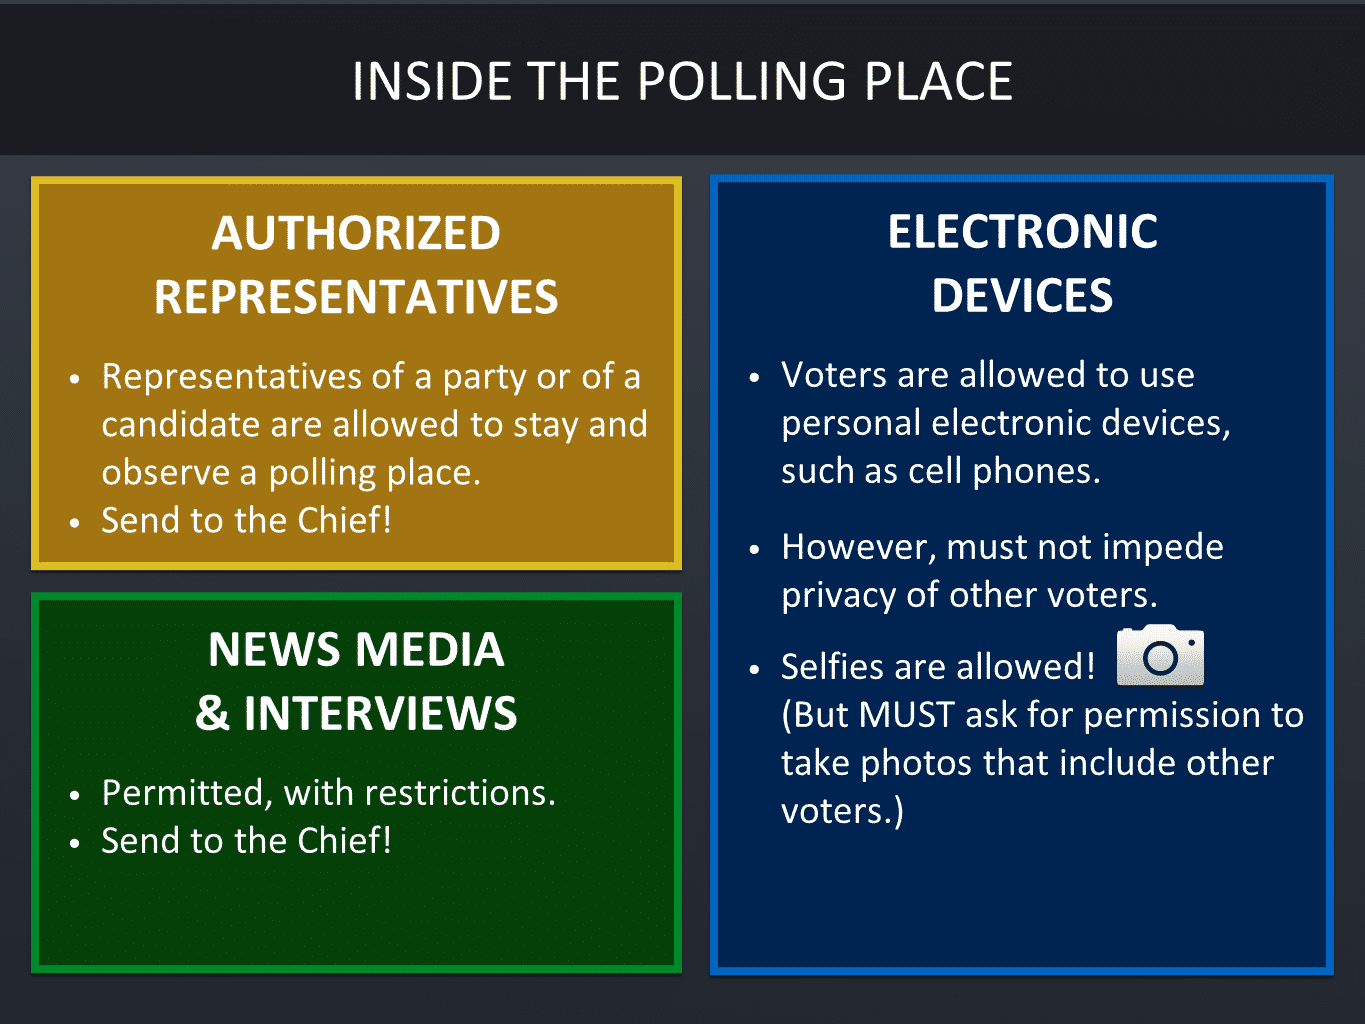 INSIDE THE POLLING PLACE
AUTHORIZED
REPRESENTATIVES
• Representatives of a party or of a
candidate are allowed to stay and
observe a polling place.
• Send to the Chief!
NEWS MEDIA
& INTERVIEWS
• Permitted, with restrictions.
• Send to the Chief!
ELECTRONIC
DEVICES
• Voters are allowed to use
personal electronic devices,
such as cell phones.
• However, must not impede
privacy of other voters.
• Selfies are allowed!
(But MUST ask for permission to
take photos that include other
voters.)